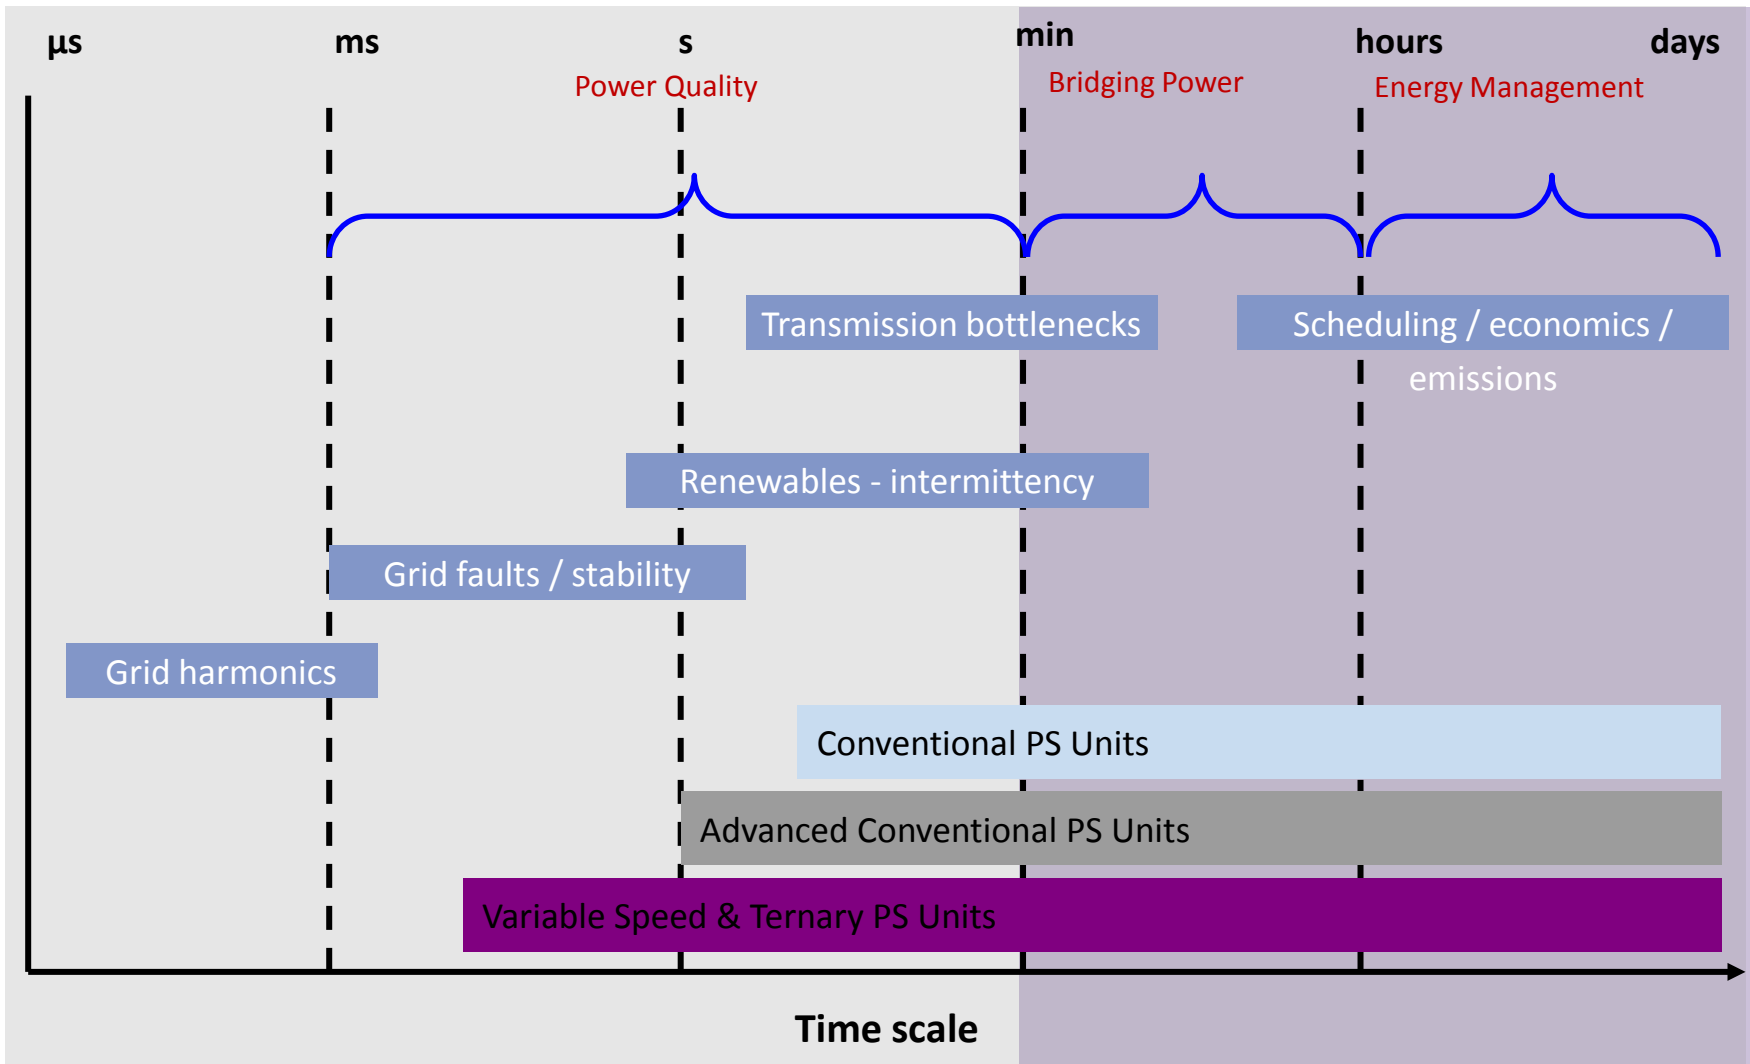 µs
ms
s
min
hours
days
Power Quality
Bridging Power
Energy Management
Transmission bottlenecks
Scheduling / economics /
emissions
Renewables - intermittency
Grid faults / stability
Grid harmonics
Conventional PS Units
Advanced Conventional PS Units
Variable Speed & Ternary PS Units
Time scale